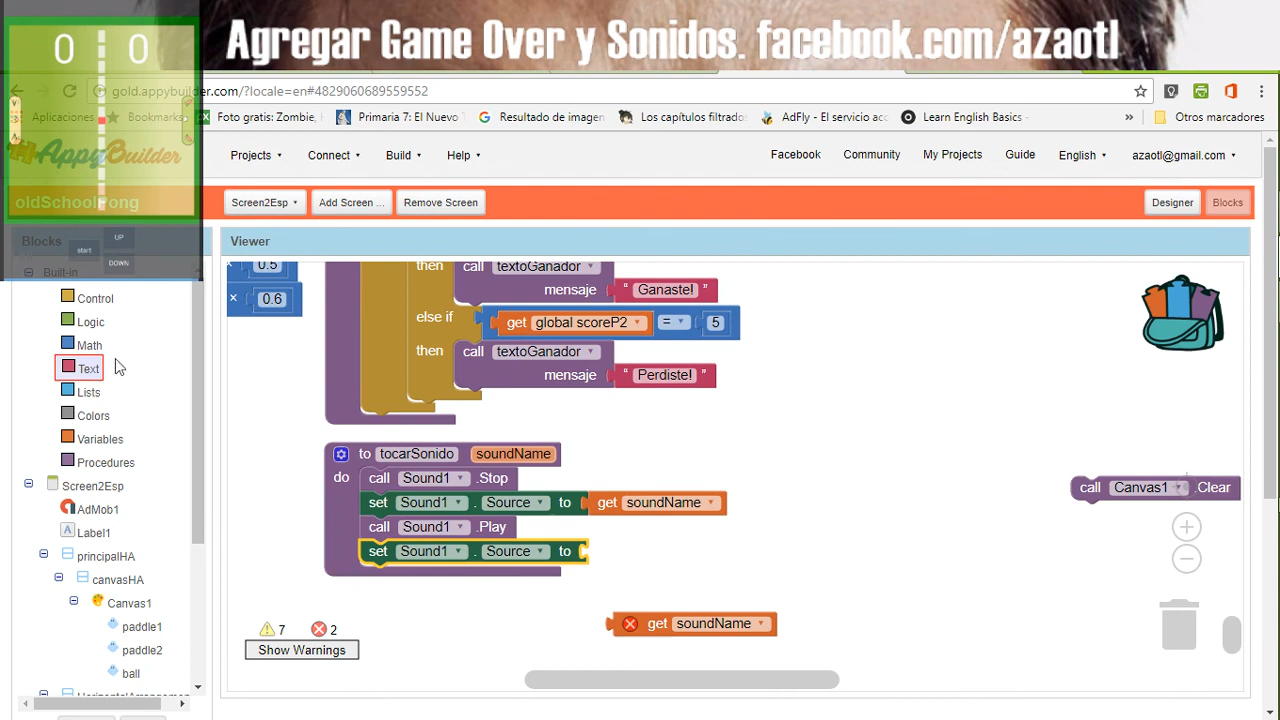 Agregar Game Over y Sonidos. facebook.com/azaotl
0 0
AppyBuilder
oldSchoolPong
start
UP
DOWN
gold.appybuilder.com/?locale=en#4829060689559552
Aplicaciones
Bookmarks
Foto gratis: Zombie,
Primaria 7: El Nuevo
Resultado de imagen
Los capítulos filtrados
AdFly - El servicio ac
Learn English Basics -
»
Otros marcadores
Projects
Connect
Build
Help
Facebook
Community
My Projects
Guide
English
azaotl@gmail.com
Screen2Esp
Add Screen ...
Remove Screen
Designer
Blocks
Blocks
Viewer
Built-in
Control
Logic
Math
Text
Lists
Colors
Variables
Procedures
Screen2Esp
AdMob1
Label1
principalHA
canvasHA
Canvas1
paddle1
paddle2
ball
0.5
× 0.6
then call textoGanador
mensaje “ Ganaste! ”
else if get global scoreP2 = 5
then call textoGanador
mensaje “ Perdiste! ”
to tocarSonido soundName
do call Sound1 .Stop
set Sound1 . Source to get soundName
call Sound1 .Play
set Sound1 . Source to
get soundName
call Canvas1 .Clear
7 2
Show Warnings